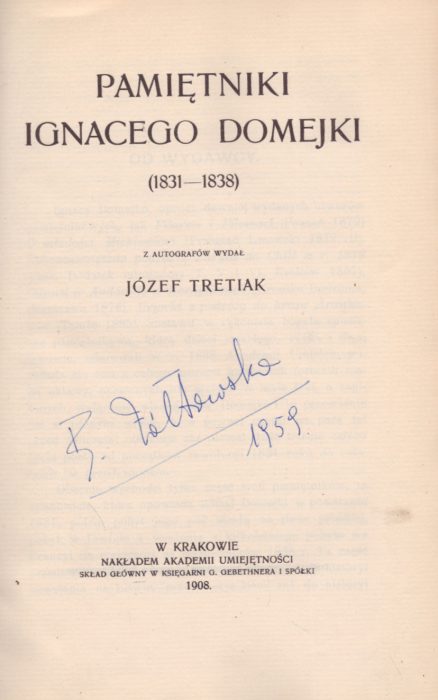 PAMIĘTNIKI
IGNACEGO DOMEJKI
(1831—1838)
Z AUTOGRAFÓW WYDAŁ
JÓZEF TRETIAK
B. Żółtowska
1959.
W KRAKOWIE
NAKŁADEM AKADEMII UMIEJĘTNOŚCI
SKŁAD GŁÓWNY W KSIĘGARNI G. GEBETHNERA I SPÓŁKI
1908.